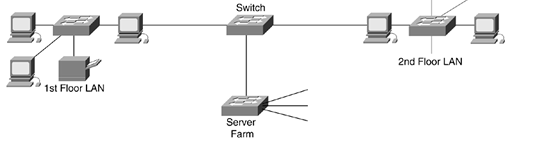 Switch
1st Floor LAN
2nd Floor LAN
Server
Farm